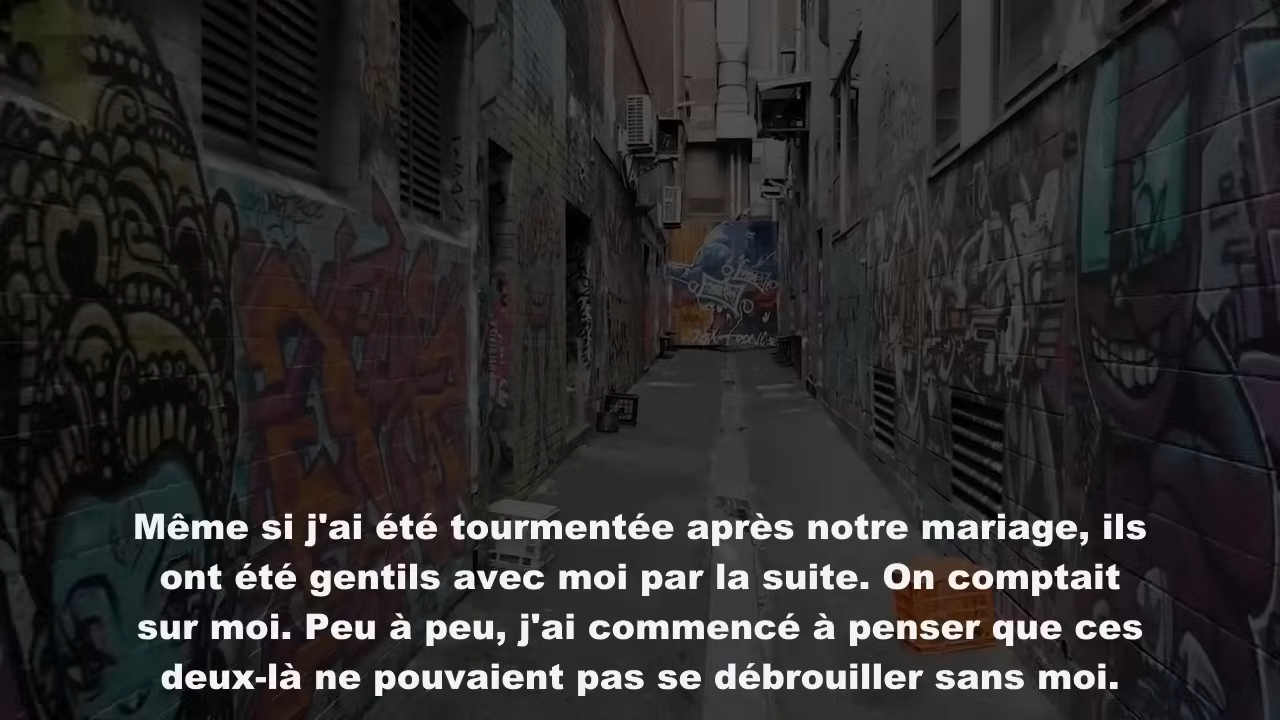 Même si j'ai été tourmentée après notre mariage, ils
ont été gentils avec moi par la suite. On comptait
sur moi. Peu à peu, j'ai commencé à penser que ces
deux-là ne pouvaient pas se débrouiller sans moi.